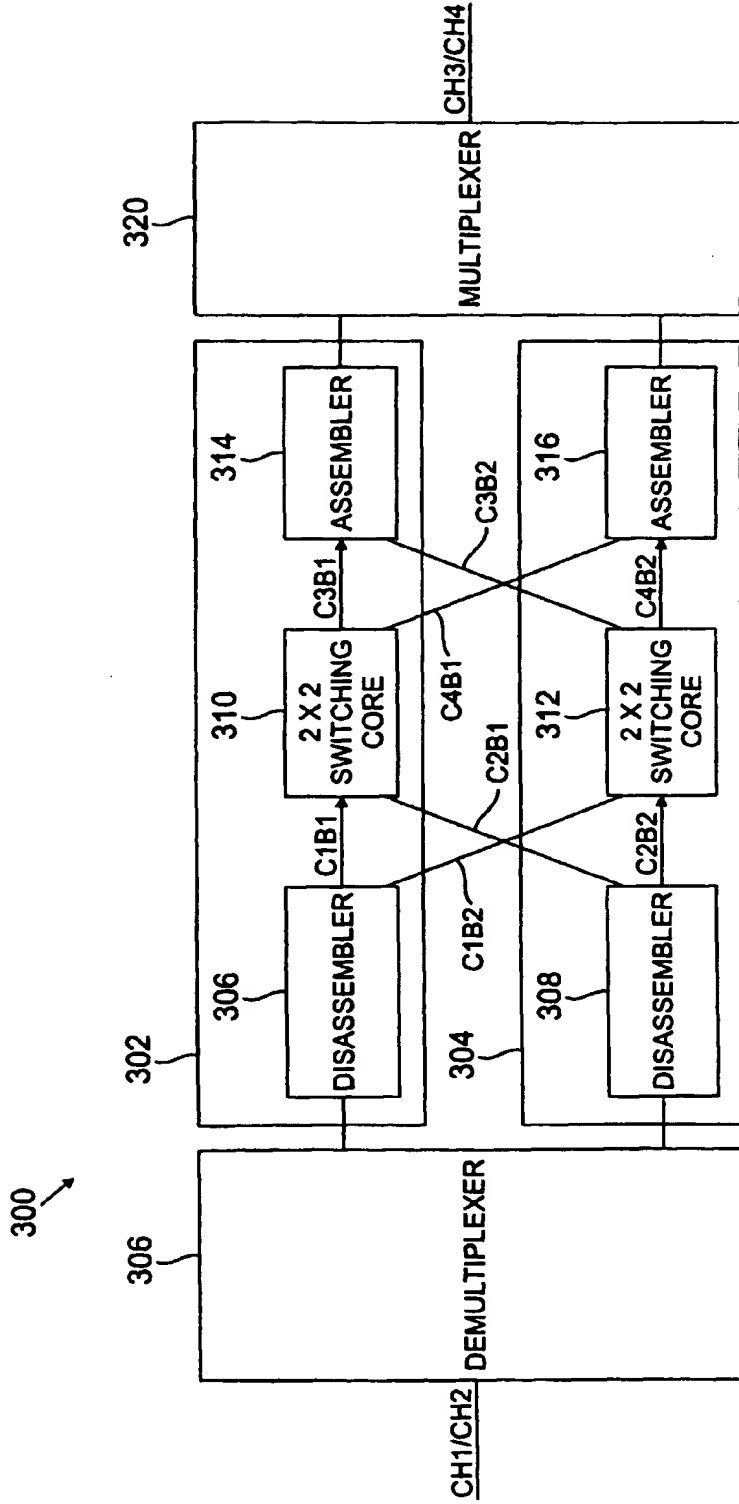 300
306
DEMULTIPLEXER
CH1/CH2
302
306
DISASSEMBLER
C1B1
310
2 X 2
SWITCHING
CORE
C3B1
314
ASSEMBLER
320
MULTIPLEXER
CH3/CH4
C1B2
C2B1
C4B1
C3B2
304
308
DISASSEMBLER
C2B2
312
2 X 2
SWITCHING
CORE
C4B2
316
ASSEMBLER